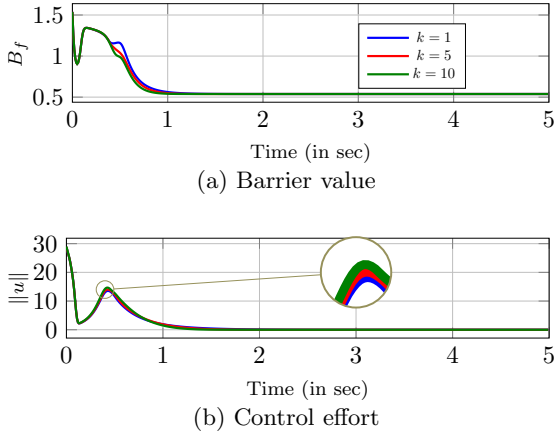 1.5
1
0.5
B_f
k = 1
k = 5
k = 10
0 1 2 3 4 5
Time (in sec)
(a) Barrier value
30
20
10
0
∥u∥
0 1 2 3 4 5
Time (in sec)
(b) Control effort